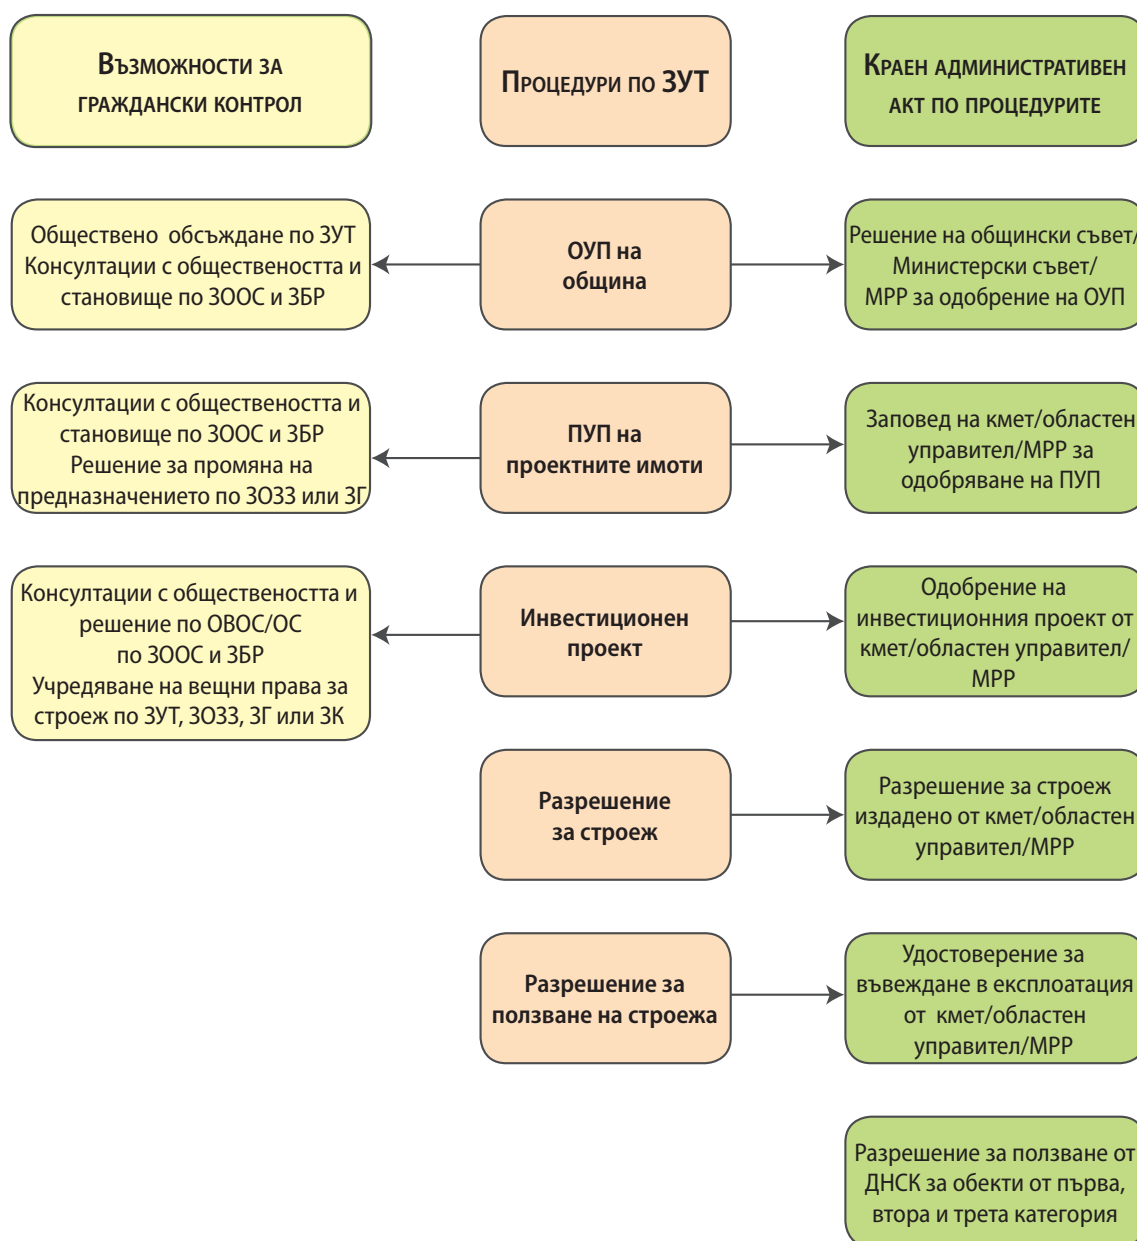 Възможности за
граждански контрол
Процедури по ЗУТ
Краен административен
акт по процедурите
Обществено обсъждане по ЗУТ
Консултации с обществеността и
становище по ЗООС и ЗБР
ОУП на
община
Решение на общински съвет/
Министерски съвет/
МРР за одобрение на ОУП
Консултации с обществеността и
становище по ЗООС и ЗБР
Решение за промяна на
предназначението по ЗОЗЗ или ЗГ
ПУП на
проектните имоти
Заповед на кмет/областен
управител/МРР за
одобряване на ПУП
Консултации с обществеността и
решение по ОВОС/ОС
по ЗООС и ЗБР
Учредяване на вещни права за
строеж по ЗУТ, ЗОЗЗ, ЗГ или ЗК
Инвестиционен
проект
Одобрение на
инвестиционния проект от
кмет/областен управител/
МРР
Разрешение
за строеж
Разрешение за строеж
издадено от кмет/областен
управител/МРР
Разрешение за
ползване на строежа
Удостоверение за
въвеждане в експлоатация
от кмет/областен
управител/МРР
Разрешение за ползване от
ДНСК за обекти от първа,
втора и трета категория